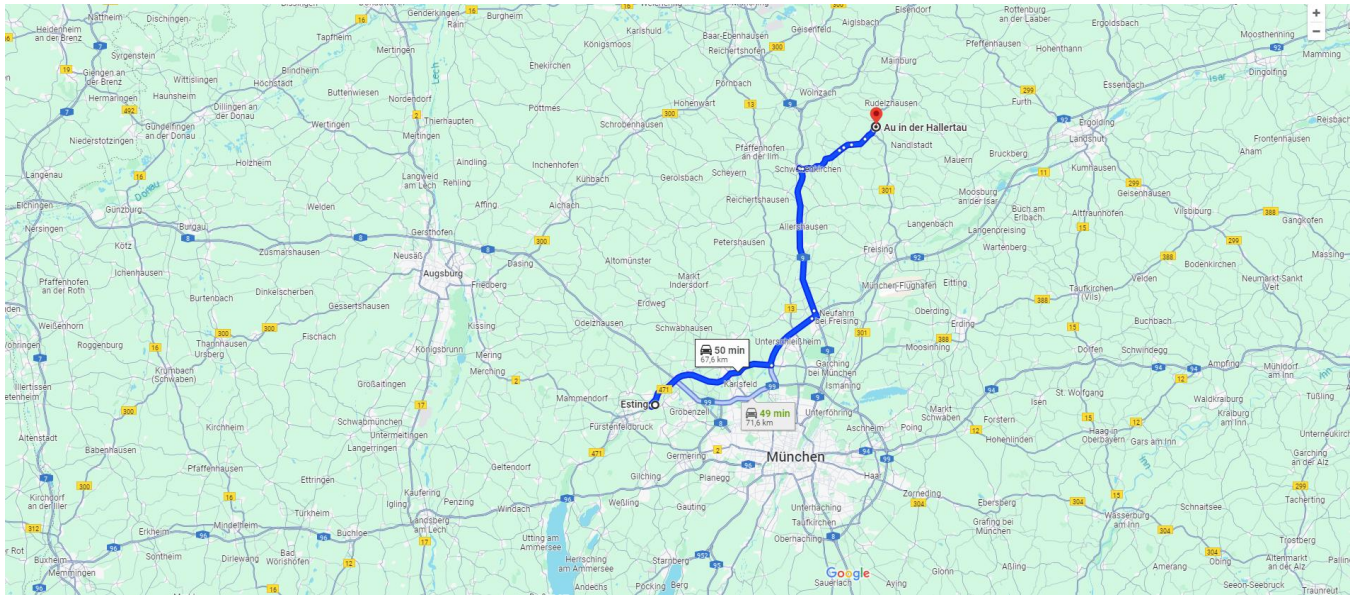 Nattheim
Dischingen
Genderkingen
Burgheim
Karlshuld
Baar-Ebenhausen
Aiglsbach
Elsendorf
Rottenburg
an der Laaber
Ergoldsbach
Moosthenning
Mamming
Heidenheim
an der Brenz
Syrgenstein
Tapfheim
Mertingen
Rain
Königsmoos
Reichertshofen
Geisenfeld
Pfeffenhausen
Hohenthann
Essenbach
Dingolfing
Giengen an
der Brenz
Wittislingen
Blindheim
Höchstädt
Ehekirchen
Pörnbach
Mainburg
Hermaringen
Haunsheim
Buttenwiesen
Nordendorf
Lech
Pöttmes
Hohenwart
Wolnzach
Rudelzhausen
Furth
Isar
Niederstotzingen
Gundelfingen
an der Donau
Dillingen an
der Donau
Wertingen
Thierhaupten
Meitingen
Schrobenhausen
Au in der Hallertau
Ergolding
Landshut
Frontenhausen
Reisbach
Langenau
Donau
Holzheim
Aindling
Inchenhofen
Pfaffenhofen
an der Ilm
Nandlstadt
Bruckberg
Mauern
Kumhausen
Marklkofen
Langweid
am Lech
Rehling
Kühbach
Gerolsbach
Scheyern
Schweitenkirchen
Moosburg
an der Isar
Geisenhausen
Elchingen
Nersingen
Günzburg
Burgau
Welden
Affing
Aichach
Reichertshausen
Buch am
Erlbach
Altfraunhofen
Vilsbiburg
Gangkofen
Kötz
Zusmarshausen
Gersthofen
Allershausen
Langenbach
Langenpreising
Wartenberg
Pfaffenhofen
an der Roth
Ichenhausen
Neusäß
Augsburg
Dasing
Friedberg
Altomünster
Petershausen
Freising
Velden
Bodenkirchen
Massing
Neumarkt-Sankt
Veit
Burtenbach
Dinkelscherben
Gessertshausen
Markt
Indersdorf
München-Flughafen
Eitting
Taufkirchen
(Vils)
Weißenhorn
Thannhausen
Ursberg
Fischach
Kissing
Erdweg
Odelzhausen
Schwabhausen
Neufahrn
bei Freising
Oberding
Erding
Buchbach
Vöhringen
Roggenburg
Krumbach
(Schwaben)
Königsbrunn
Mering
Merching
Unterschleißheim
Garching
bei München
Moosinning
Dorfen
Schwindegg
Ampfing
Mühldorf
am Inn
Inn
Illertissen
Großaitingen
Mammendorf
50 min
67,6 km
Karlsfeld
Ismaning
St. Wolfgang
Waldkraiburg
Kraiburg
am Inn
Tüßling
Altenstadt
Kirchheim
Schwabmünchen
Untermeitingen
Langerringen
Esting
Fürstenfeldbruck
Gröbenzell
49 min
71,6 km
Unterföhring
Aschheim
Poing
Markt
Schwaben
Forstern
Isen
Hohenlinden
Haag in
Oberbayern
Gars am Inn
Unterneukirchen
Babenhausen
Pfaffenhausen
Ettringen
Geltendorf
Germering
Gilching
Planegg
München
Haar
Garching
an der Alz
Kirchdorf
an der Iller
Türkheim
Kaufering
Igling
Penzing
Windach
Weßling
Gauting
Unterhaching
Zorneding
Ebersberg
Tacherting
Erkheim
Mindelheim
Buchloe
Landsberg
am Lech
Utting am
Ammersee
Taufkirchen
Oberhaching
Grafing bei
München
Wasserburg
am Inn
Schnaitsee
Trostberg
Buxheim
Memmingen
Sontheim
Dirlewang
Bad
Wörishofen
Herrsching
am Ammersee
Andechs
Starnberg
Pöcking
Berg
Google
Sauerlach
Aying
Glonn
Aßling
Amerang
Obing
Altenmarkt
an der Alz
Seeon-Seebruck
Traunreut